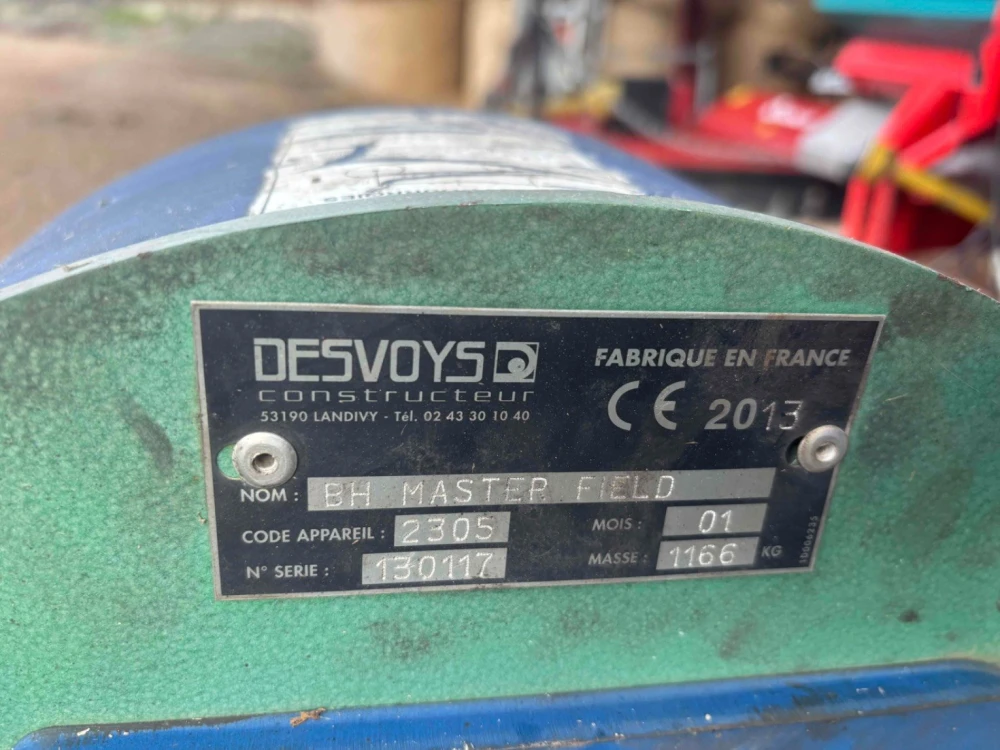 DESVOYS
constructeur
53190 LANDIVY - Tél. 02 43 30 10 40
FABRIQUE EN FRANCE
CE 2013
NOM : BH MASTER FIELD
CODE APPAREIL : 2305
MOIS : 01
N° SERIE : 130117
MASSE : 1166 KG